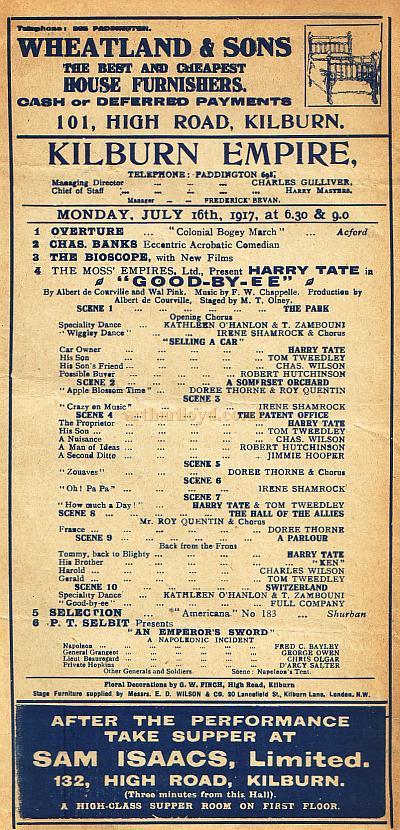 Telephone: 202 PADDINGTON.
WHEATLAND & SONS
THE BEST AND CHEAPEST
HOUSE FURNISHERS.
CASH or DEFERRED PAYMENTS
101, HIGH ROAD, KILBURN.
KILBURN EMPIRE,
TELEPHONE: PADDINGTON 698.
Managing Director ... ... ... ... CHARLES GULLIVER.
Chief of Staff ... ... ... ... HARRY MASTERS.
Manager ... ... FREDERICK BEVAN.
MONDAY, JULY 16th, 1917, at 6.30 & 9.0
1 OVERTURE ... "Colonial Bogey March" ... Acford
2 CHAS. BANKS Eccentric Acrobatic Comedian
3 THE BIOSCOPE, with New Films
4 THE MOSS' EMPIRES, Ltd., Present HARRY TATE in
"GOOD-BY-EE"
By Albert de Courville and Wal Pink. Music by F. W. Chappelle. Production by
Albert de Courville. Staged by M. T. Olney.
SCENE 1 ... ... ... ... THE PARK
Opening Chorus
Speciality Dance ... KATHLEEN O'HANLON & T. ZAMBOUNI
"Wiggley Dance" ... ... IRENE SHAMROCK & Chorus
"SELLING A CAR"
Car Owner ... ... ... ... HARRY TATE
His Son ... ... ... ... TOM TWEEDLEY
His Son's Friend ... ... ... ... CHAS. WILSON
Possible Buyer ... ... ... ROBERT HUTCHINSON
SCENE 2 ... ... A SOMERSET ORCHARD
"Apple Blossom Time" ... DOREE THORNE & ROY QUENTIN
SCENE 3
"Crazy on Music" ... ... ... IRENE SHAMROCK
SCENE 4 ... ... THE PATENT OFFICE
The Proprietor ... ... ... ... HARRY TATE
His Son ... ... ... ... TOM TWEEDLEY
A Nuisance ... ... ... ... CHAS. WILSON
A Man of Ideas ... ... ... ROBERT HUTCHINSON
A Second Ditto ... ... ... ... JIMMIE HOOPER
SCENE 5
"Zouaves" ... ... ... DOREE THORNE & Chorus
SCENE 6
"Oh! Pa Pa" ... ... ... IRENE SHAMROCK
SCENE 7
"How much a Day!" ... HARRY TATE & TOM TWEEDLEY
SCENE 8 ... ... ... THE HALL OF THE ALLIES
Mr. ROY QUENTIN & Chorus
France ... ... ... ... DOREE THORNE
SCENE 9 ... ... ... ... A PARLOUR
Back from the Front
Tommy, back to Blighty ... ... ... HARRY TATE
His Brother ... ... ... ... "KEN"
Harold ... ... ... ... CHARLES WILSON
Gerald ... ... ... ... TOM TWEEDLEY
SCENE 10 ... ... ... SWITZERLAND
Speciality Dance ... KATHLEEN O'HANLON & T. ZAMBOUNI
"Good-by-ee" ... ... ... FULL COMPANY
5 SELECTION ... "Americana" No 183 ... Shurban
6 P. T. SELBIT Presents
"AN EMPEROR'S SWORD"
A NAPOLEONIC INCIDENT
Napoleon ... ... ... ... FRED C. BAYLEY
General Grangeot ... ... ... GEORGE OWEN
Lieut Beauregard ... ... ... CHRIS OLGAR
Private Hopkins ... ... ... D'ARCY SALTER
Other Generals and Soldiers. Scene: Napoleon's Tent.
Floral Decorations by G. W. FINCH, High Road, Kilburn
Stage Furniture supplied by Messrs. E. D. WILSON & CO. 20 Lancefield St., Kilburn Lane, London. N.W.
AFTER THE PERFORMANCE
TAKE SUPPER AT
SAM ISAACS, Limited.
132, HIGH ROAD, KILBURN.
(Three minutes from this Hall).
A HIGH-CLASS SUPPER ROOM ON FIRST FLOOR.